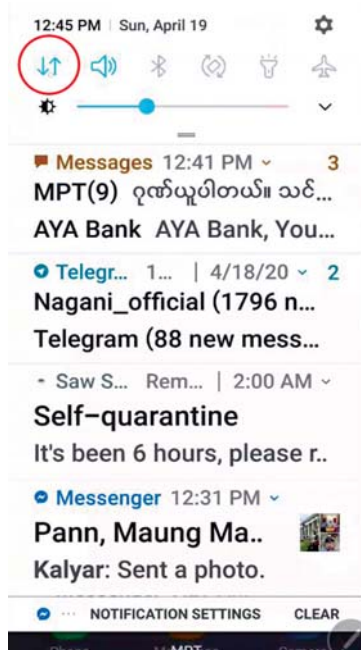 12:45 PM | Sun, April 19
Messages 12:41 PM 3
MPT(9) ဂုဏ်ယူပါတယ်။ သင်...
AYA Bank AYA Bank, You...
Telegr... 1... | 4/18/20 2
Nagani_official (1796 n...
Telegram (88 new mess...
Saw S... Rem... | 2:00 AM
Self-quarantine
It's been 6 hours, please r..
Messenger 12:31 PM
Pann, Maung Ma..
Kalyar: Sent a photo.
NOTIFICATION SETTINGS CLEAR
MPT